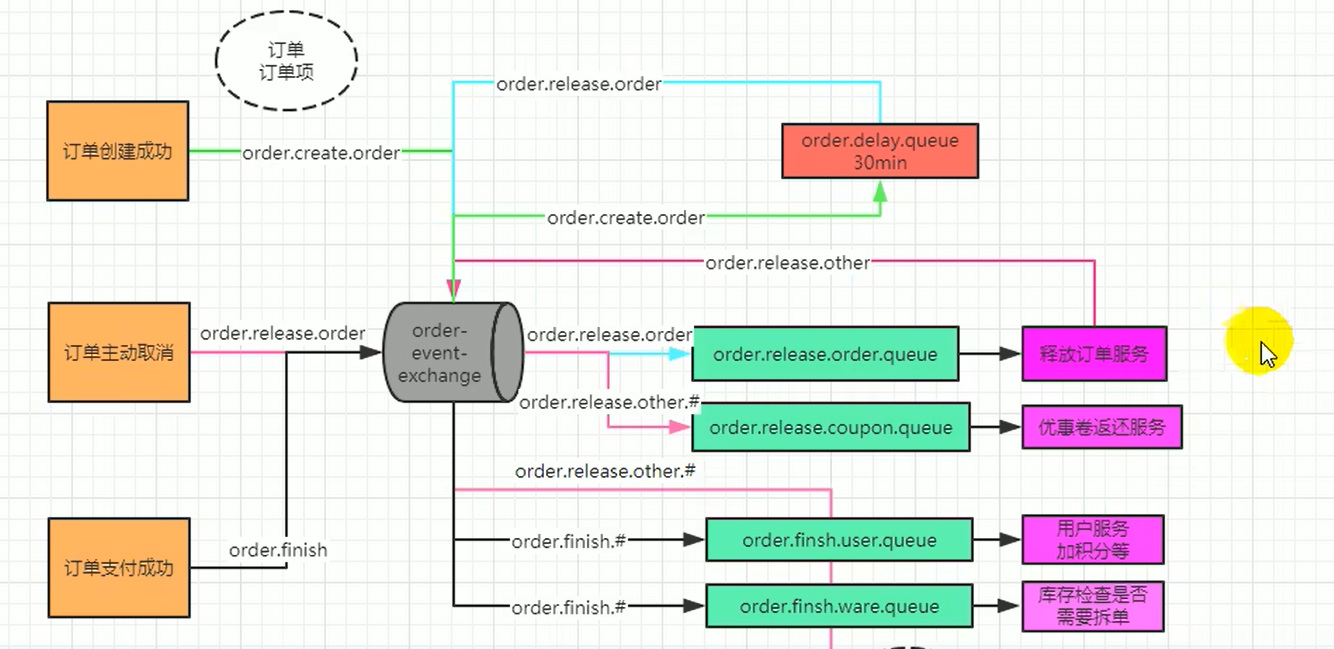 订单
订单项
order.release.order
订单创建成功
order.create.order
order.delay.queue
30min
order.create.order
order.release.other
订单主动取消
order.release.order
order-
event-
exchange
order.release.order
order.release.order.queue
释放订单服务
order.release.other.#
order.release.coupon.queue
优惠卷返还服务
order.release.other.#
订单支付成功
order.finish
order.finish.#
order.finsh.user.queue
用户服务
加积分等
order.finish.#
order.finsh.ware.queue
库存检查是否
需要拆单